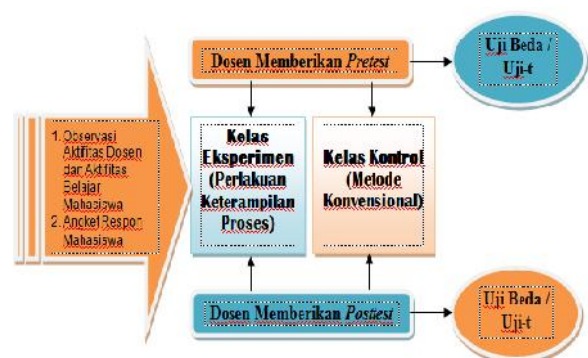 Dosen Memberikan Pretest
Uji Beda /
Uji-t
1. Observasi
Aktifitas Dosen
dan Aktifitas
Belajar
Mahasiswa
2. Angket Respon
Mahasiswa
Kelas
Eksperimen
(Perlakuan
Keterampilan
Proses)
Kelas Kontrol
(Metode
Konvensional)
Dosen Memberikan Postest
Uji Beda /
Uji-t